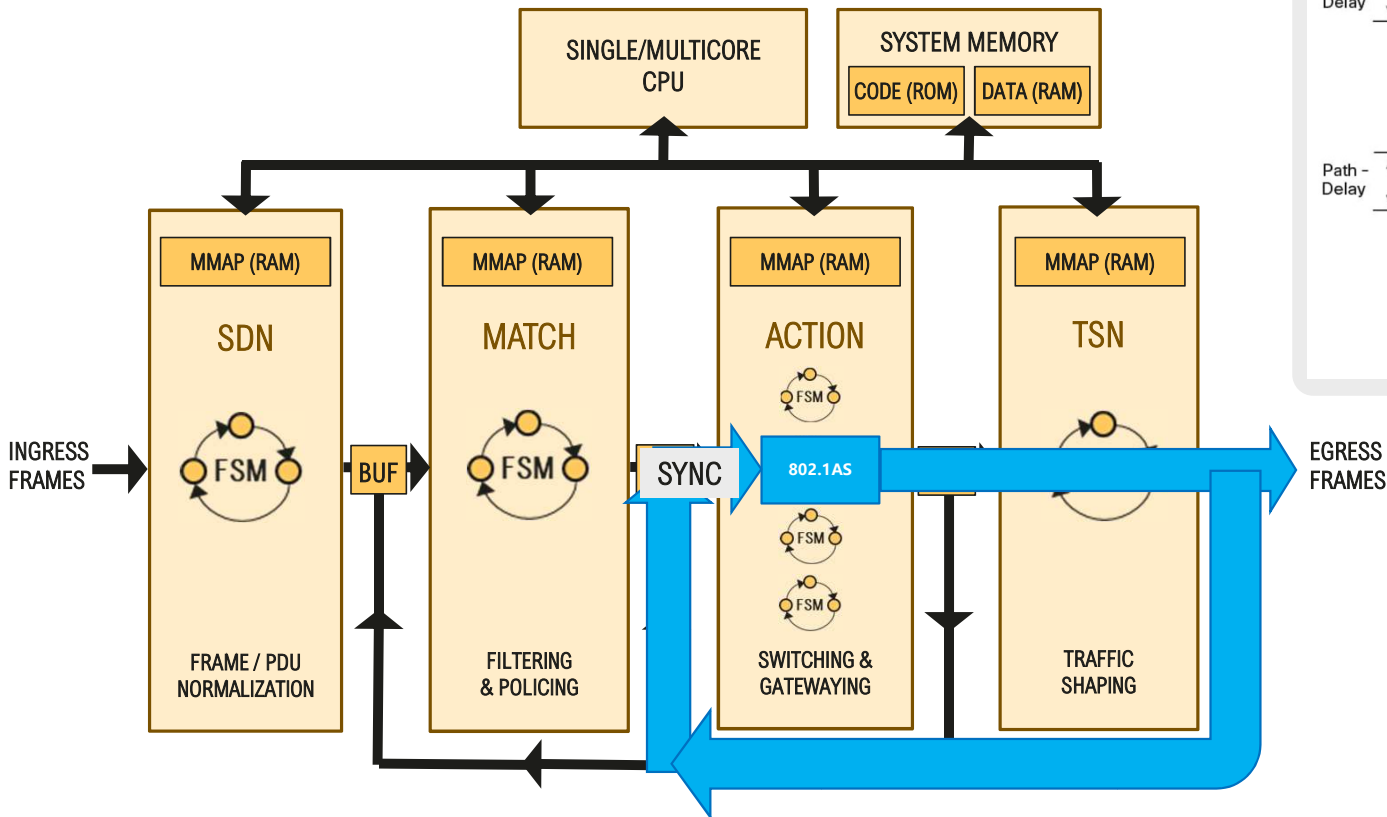 SINGLE/MULTICORE
CPU
SYSTEM MEMORY
CODE (ROM)
DATA (RAM)
Delay
Path -
Delay
MMAP (RAM)
MMAP (RAM)
MMAP (RAM)
MMAP (RAM)
SDN
MATCH
ACTION
TSN
FSM
INGRESS
FRAMES
FSM
BUF
FSM
SYNC
802.1AS
EGRESS
FRAMES
FSM
FSM
FRAME / PDU
NORMALIZATION
FILTERING
& POLICING
SWITCHING &
GATEWAYING
TRAFFIC
SHAPING